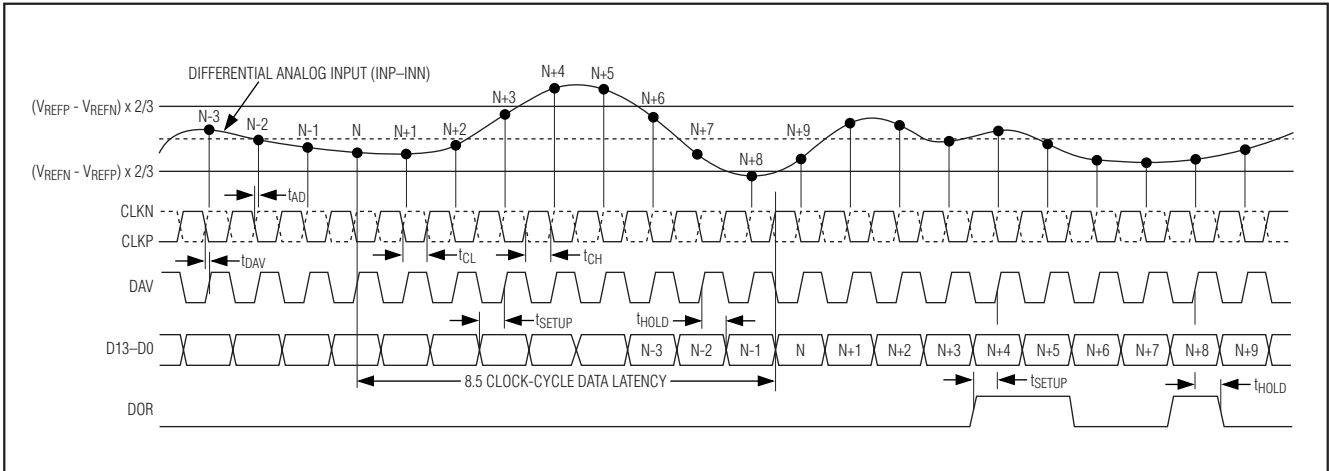 DIFFERENTIAL ANALOG INPUT (INP–INN)
(VREFP - VREFN) x 2/3
(VREFN - VREFP) x 2/3
N-3
N-2
N-1
N
N+1
N+2
N+3
N+4
N+5
N+6
N+7
N+8
N+9
tAD
CLKN
CLKP
tDAV
tCL
tCH
DAV
tSETUP
tHOLD
D13–D0
N-3
N-2
N-1
N
N+1
N+2
N+3
N+4
N+5
N+6
N+7
N+8
N+9
8.5 CLOCK-CYCLE DATA LATENCY
tSETUP
tHOLD
DOR